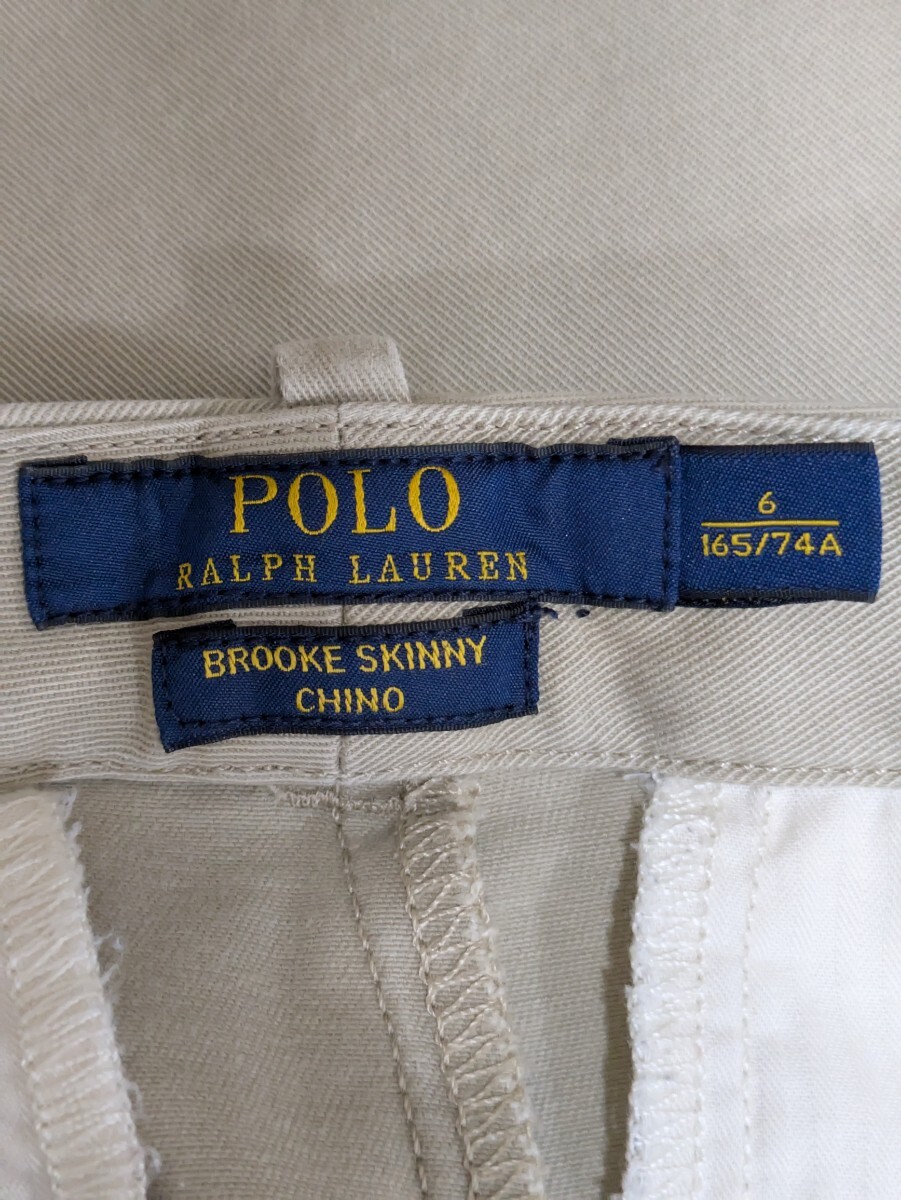 POLO
RALPH LAUREN
6
165/74A
BROOKE SKINNY
CHINO